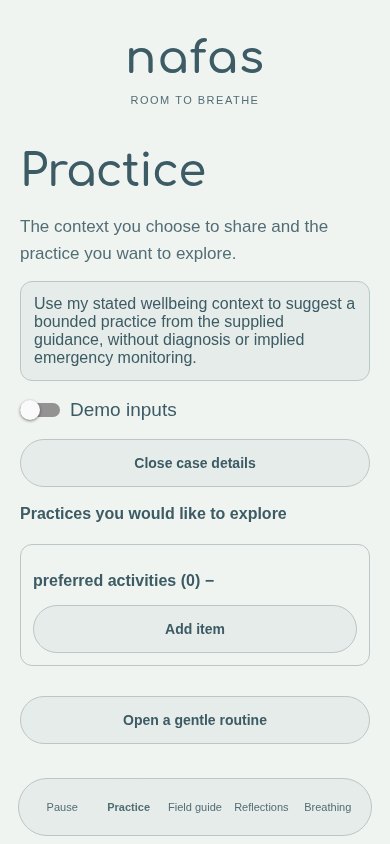 nafas
ROOM TO BREATHE
Practice
The context you choose to share and the
practice you want to explore.
Use my stated wellbeing context to suggest a
bounded practice from the supplied
guidance, without diagnosis or implied
emergency monitoring.
Demo inputs
Close case details
Practices you would like to explore
preferred activities (0) −
Add item
Open a gentle routine
Pause Practice Field guide Reflections Breathing